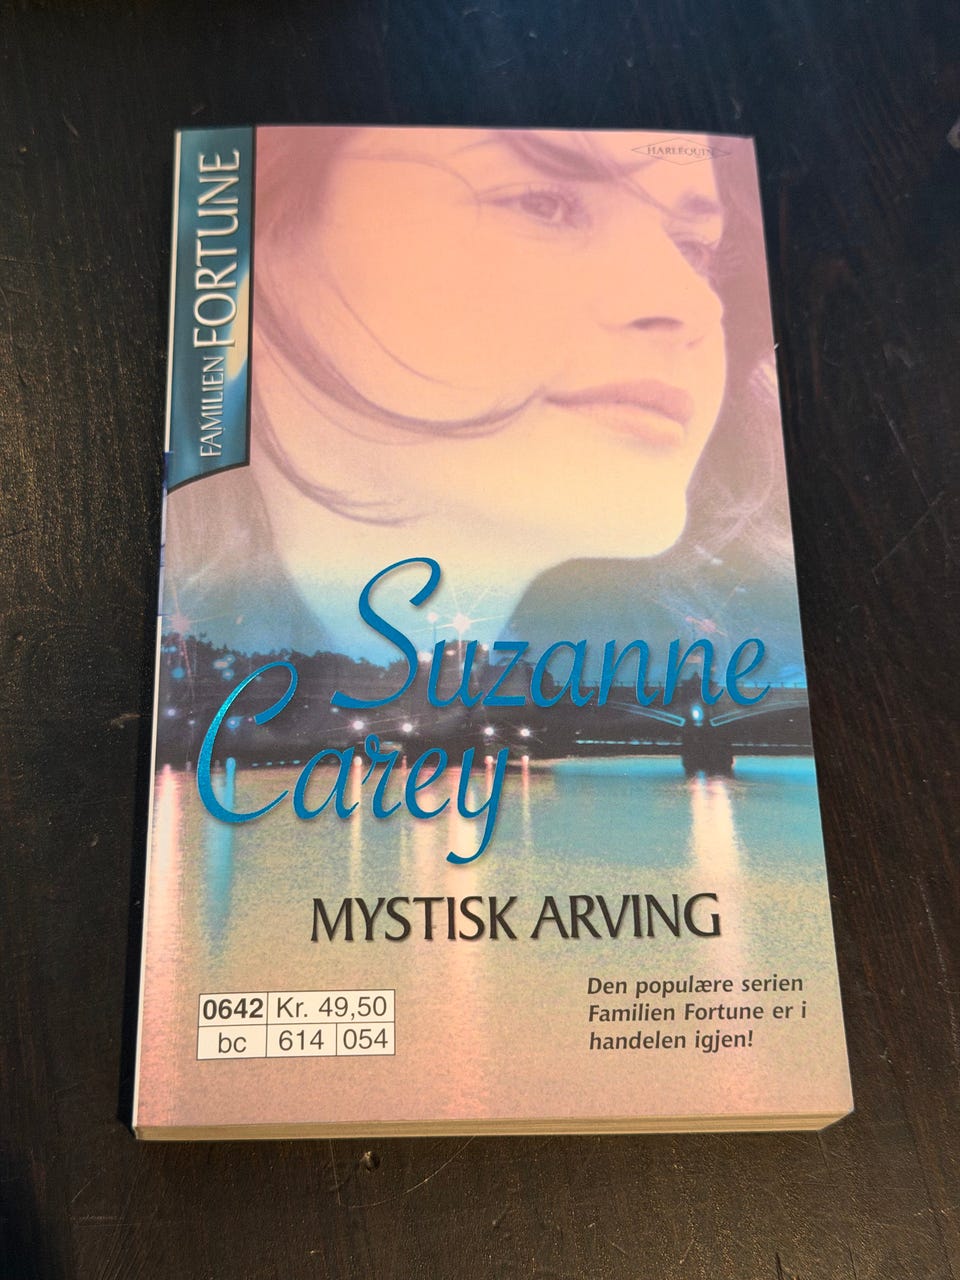 FAMILIEN FORTUNE
HARLEQUIN
Suzanne
Carey
MYSTISK ARVING
0642 Kr. 49,50
bc 614 054
Den populære serien
Familien Fortune er i
handelen igjen!